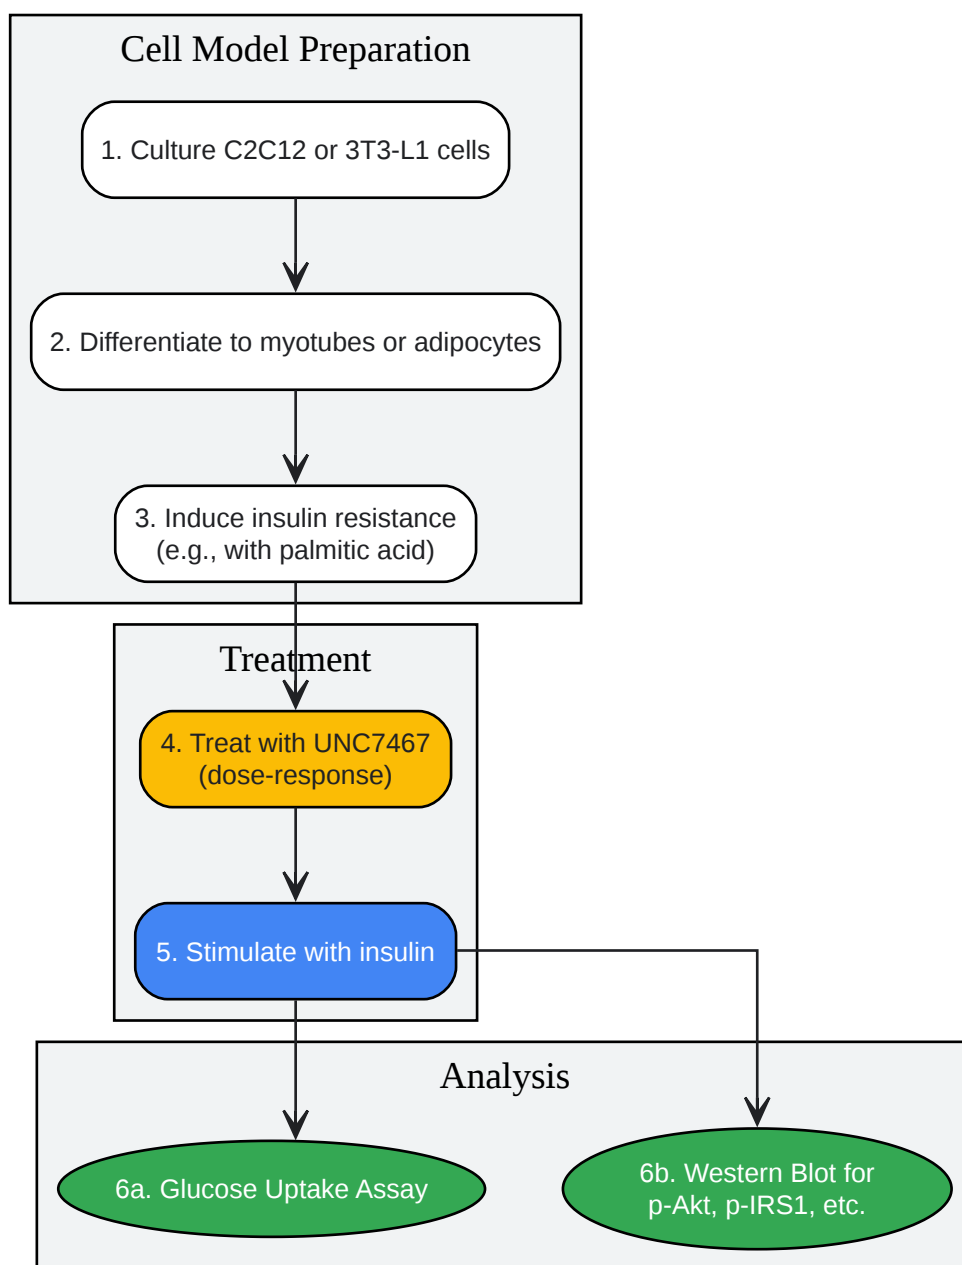 Cell Model Preparation
1. Culture C2C12 or 3T3-L1 cells
2. Differentiate to myotubes or adipocytes
3. Induce insulin resistance
(e.g., with palmitic acid)
Treatment
4. Treat with UNC7467
(dose-response)
5. Stimulate with insulin
Analysis
6a. Glucose Uptake Assay
6b. Western Blot for
p-Akt, p-IRS1, etc.